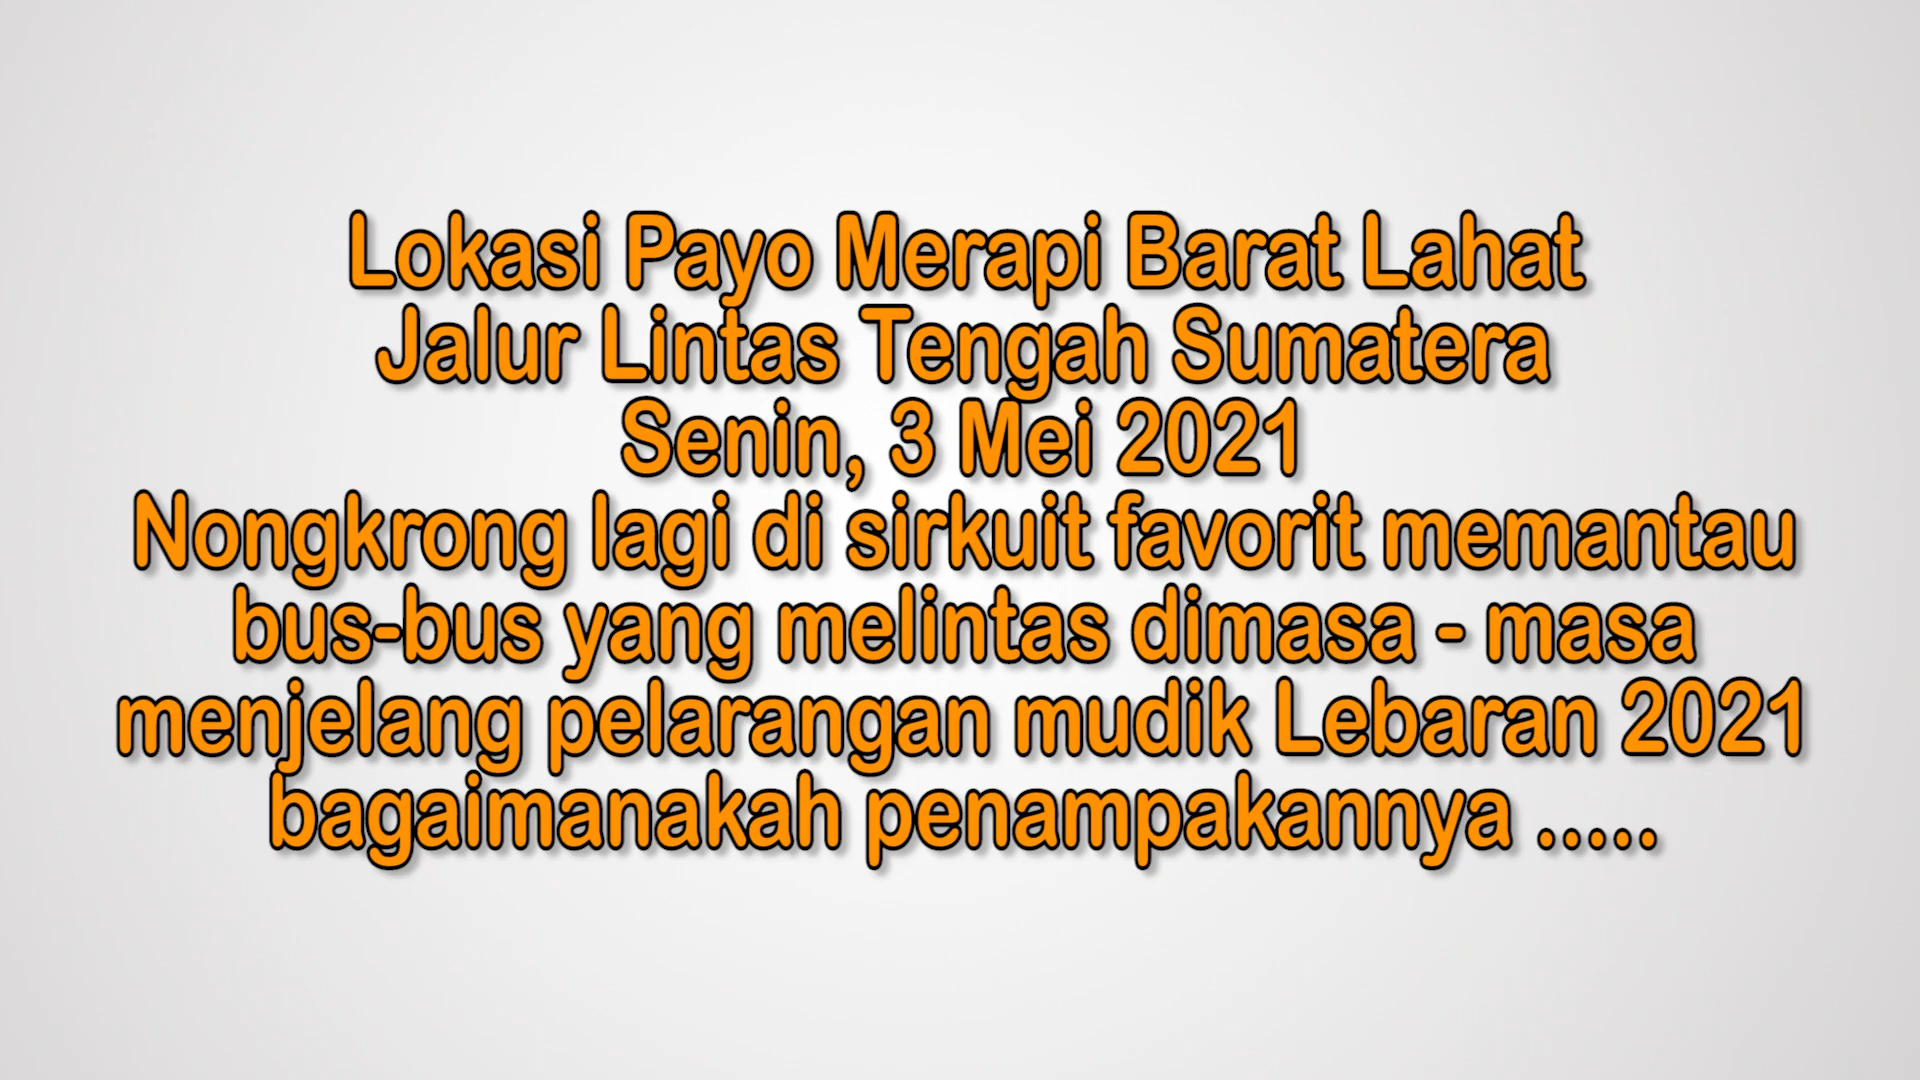 Lokasi Payo Merapi Barat Lahat
Jalur Lintas Tengah Sumatera
Senin, 3 Mei 2021
Nongkrong lagi di sirkuit favorit memantau
bus-bus yang melintas dimasa - masa
menjelang pelarangan mudik Lebaran 2021
bagaimanakah penampakannya .....